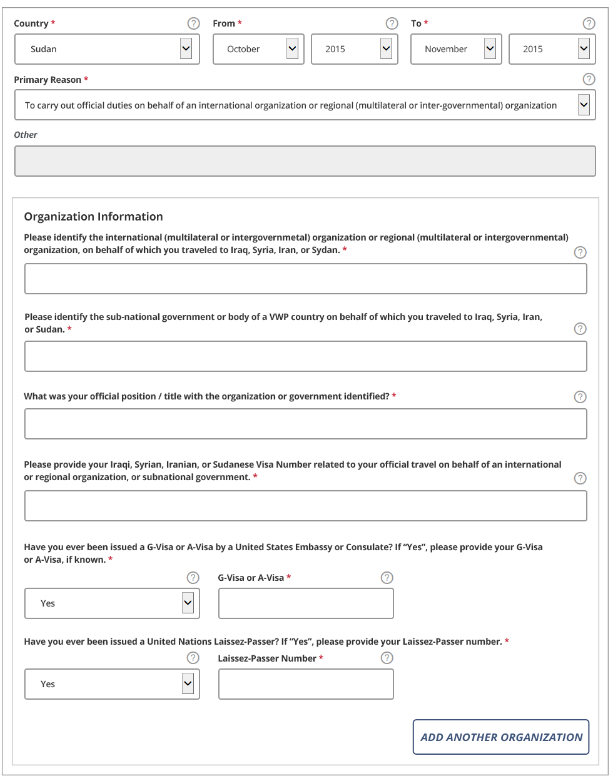 Country * ? From * ? To * ?
Sudan October 2015 November 2015
Primary Reason * ?
To carry out official duties on behalf of an international organization or regional (multilateral or inter-governmental) organization
Other
Organization Information
Please identify the international (multilateral or intergovernmetal) organization or regional (multilateral or intergovernmental)
organization, on behalf of which you traveled to Iraq, Syria, Iran, or Sydan. * ?
Please identify the sub-national government or body of a VWP country on behalf of which you traveled to Iraq, Syria, Iran,
or Sudan. * ?
What was your official position / title with the organization or government identified? * ?
Please provide your Iraqi, Syrian, Iranian, or Sudanese Visa Number related to your official travel on behalf of an international
or regional organization, or subnational government. * ?
Have you ever been issued a G-Visa or A-Visa by a United States Embassy or Consulate? If "Yes", please provide your G-Visa
or A-Visa, if known. *
? G-Visa or A-Visa * ?
Yes
Have you ever been issued a United Nations Laissez-Passer? If "Yes", please provide your Laissez-Passer number. *
? Laissez-Passer Number * ?
Yes
ADD ANOTHER ORGANIZATION